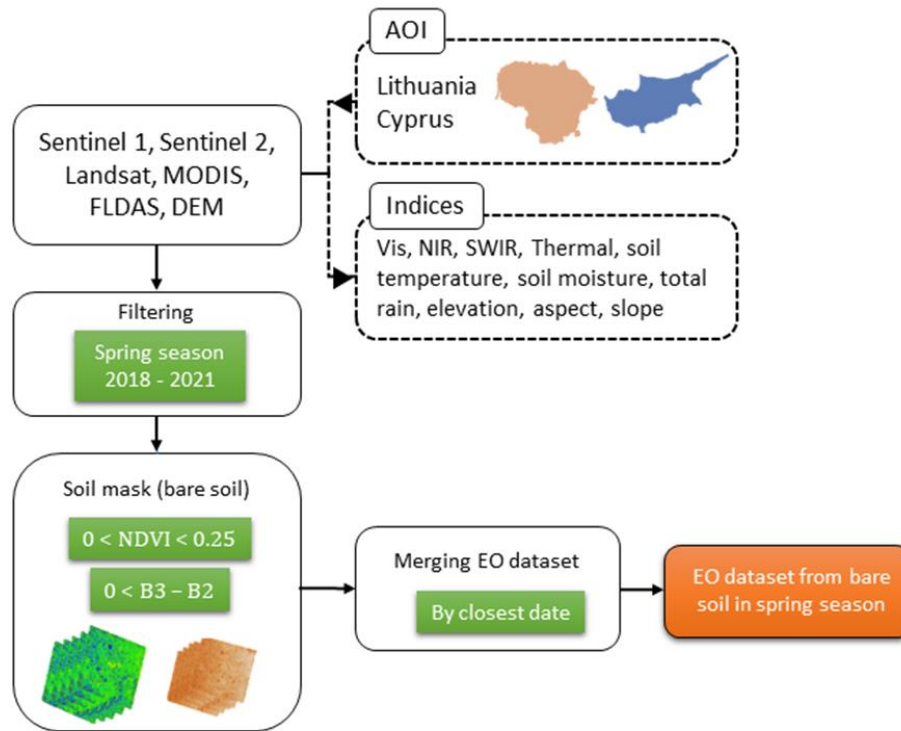 AOI
Lithuania
Cyprus
Sentinel 1, Sentinel 2,
Landsat, MODIS,
FLDAS, DEM
Indices
Vis, NIR, SWIR, Thermal, soil
temperature, soil moisture, total
rain, elevation, aspect, slope
Filtering
Spring season
2018 - 2021
Soil mask (bare soil)
0 < NDVI < 0.25
0 < B3 – B2
Merging EO dataset
By closest date
EO dataset from bare
soil in spring season